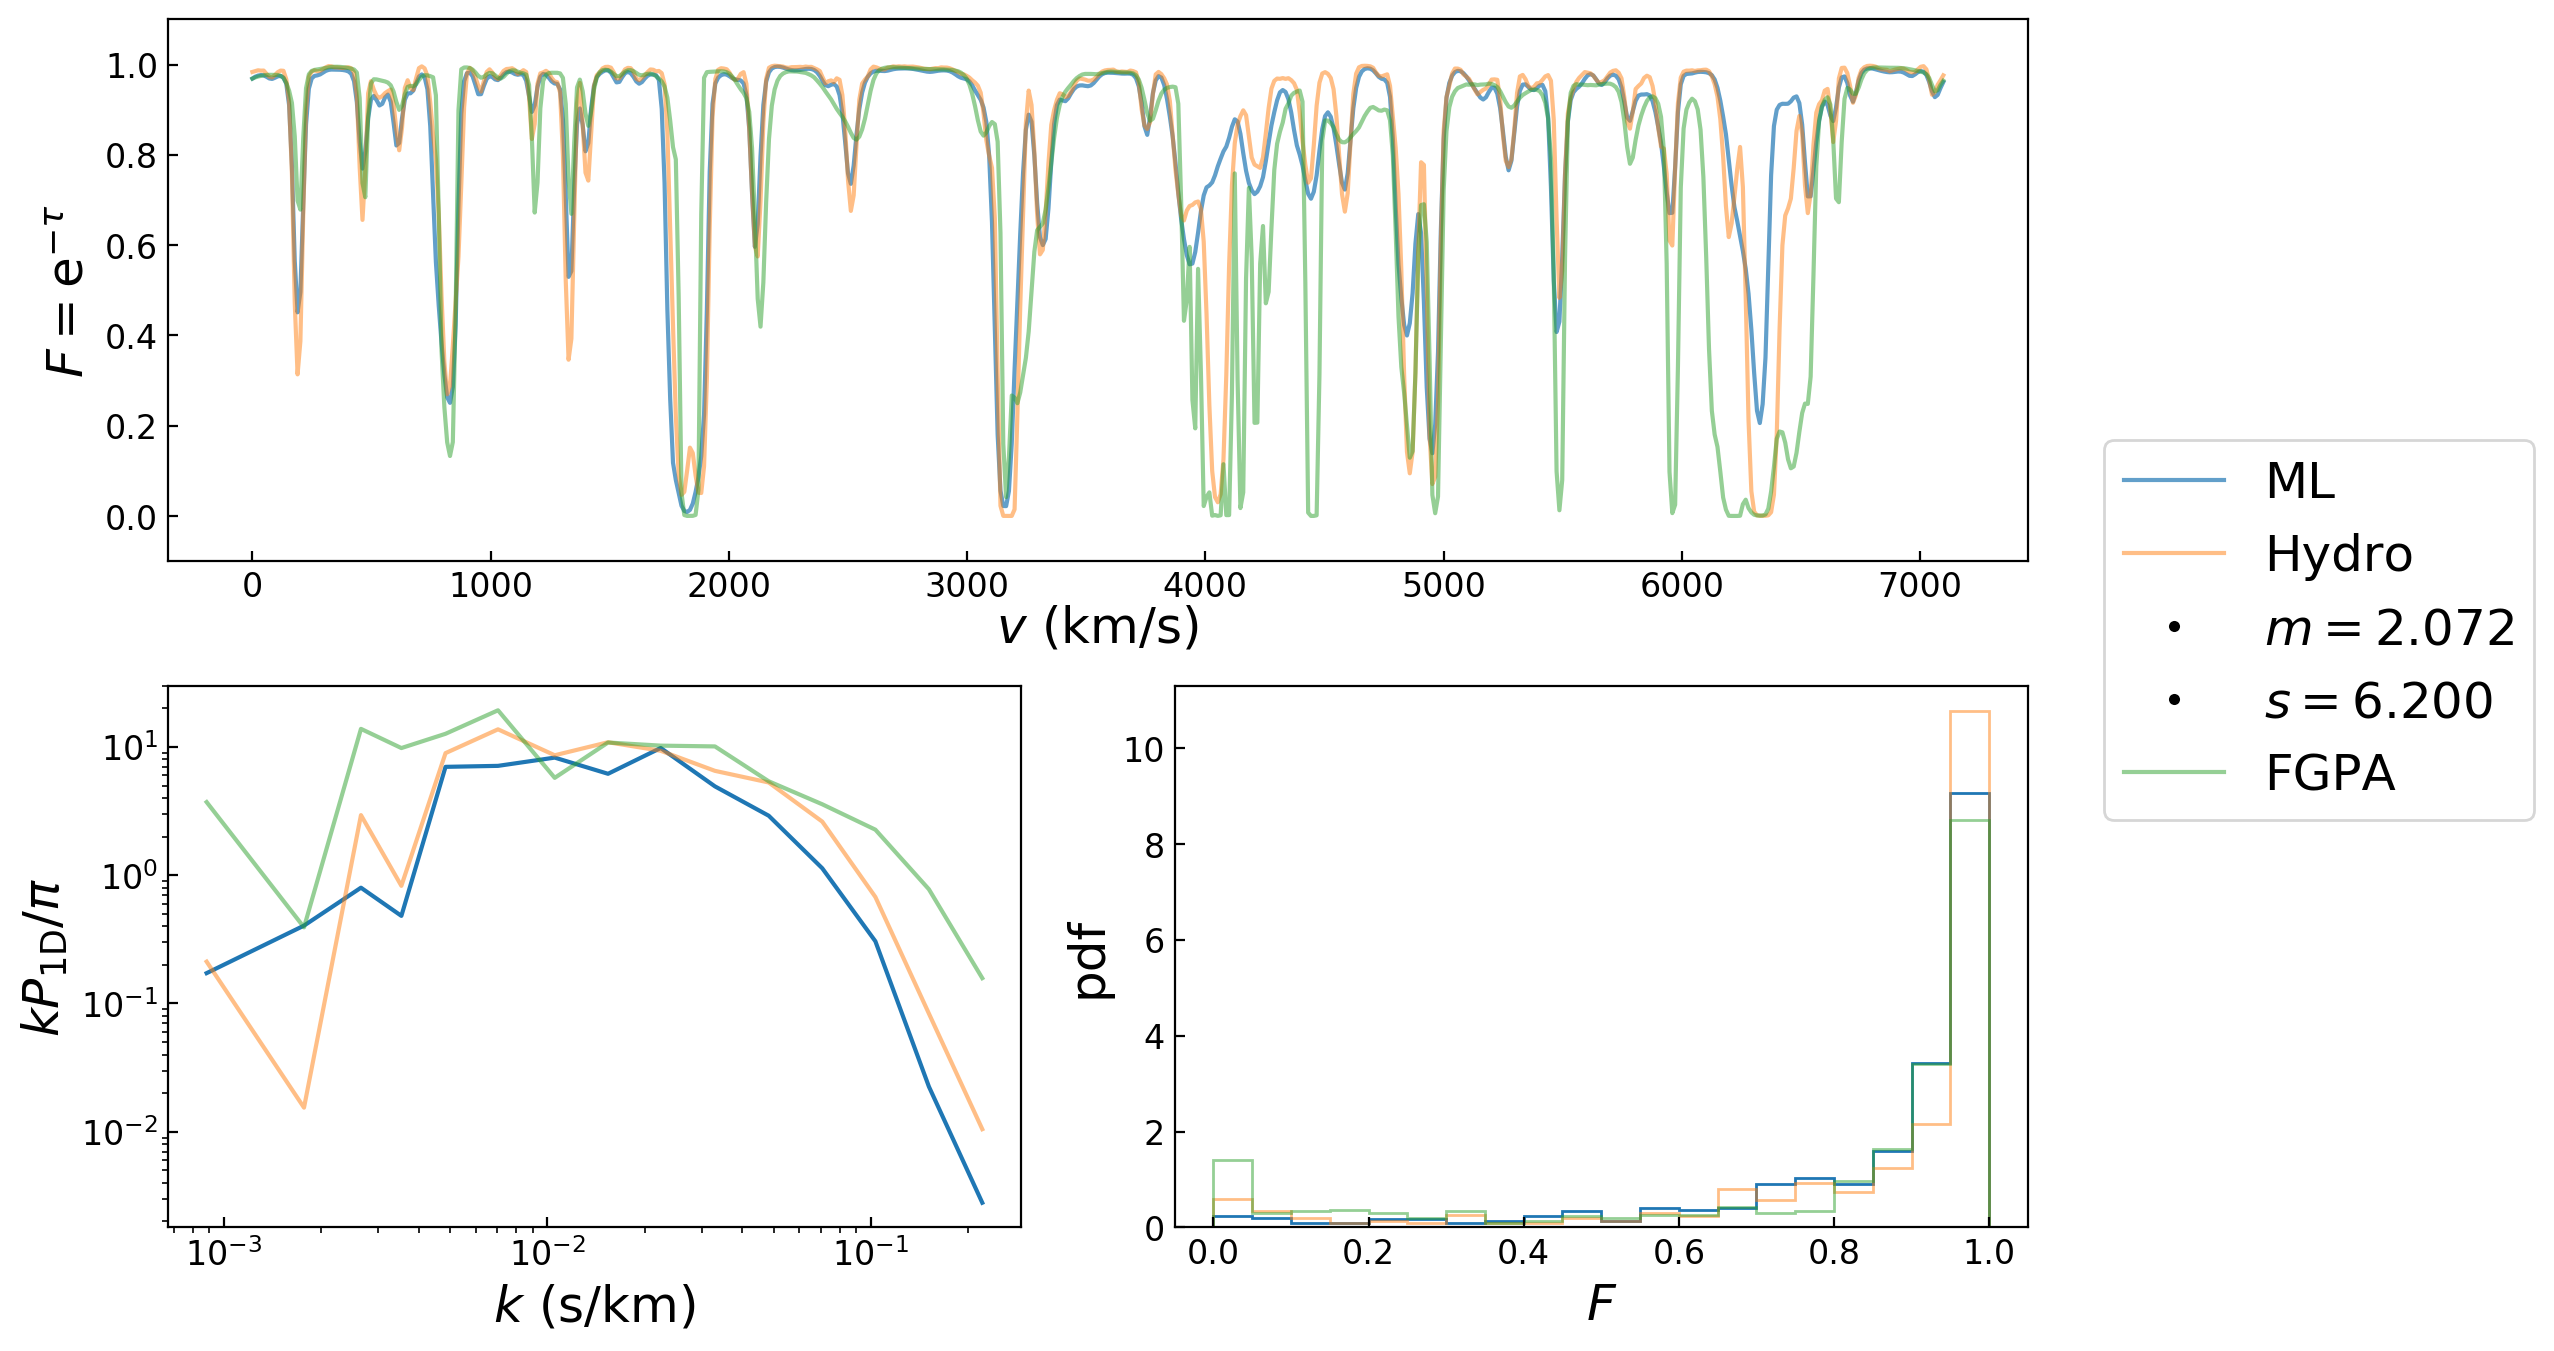 1.0
0.8
0.6
0.4
0.2
0.0
F = e^{-τ}
0 1000 2000 3000 4000 5000 6000 7000
v (km/s)
ML
Hydro
m = 2.072
s = 6.200
FGPA
10^1
10^0
10^{-1}
10^{-2}
kP_{1D}/π
10^{-3} 10^{-2} 10^{-1}
k (s/km)
10
8
6
4
2
0
pdf
0.0 0.2 0.4 0.6 0.8 1.0
F